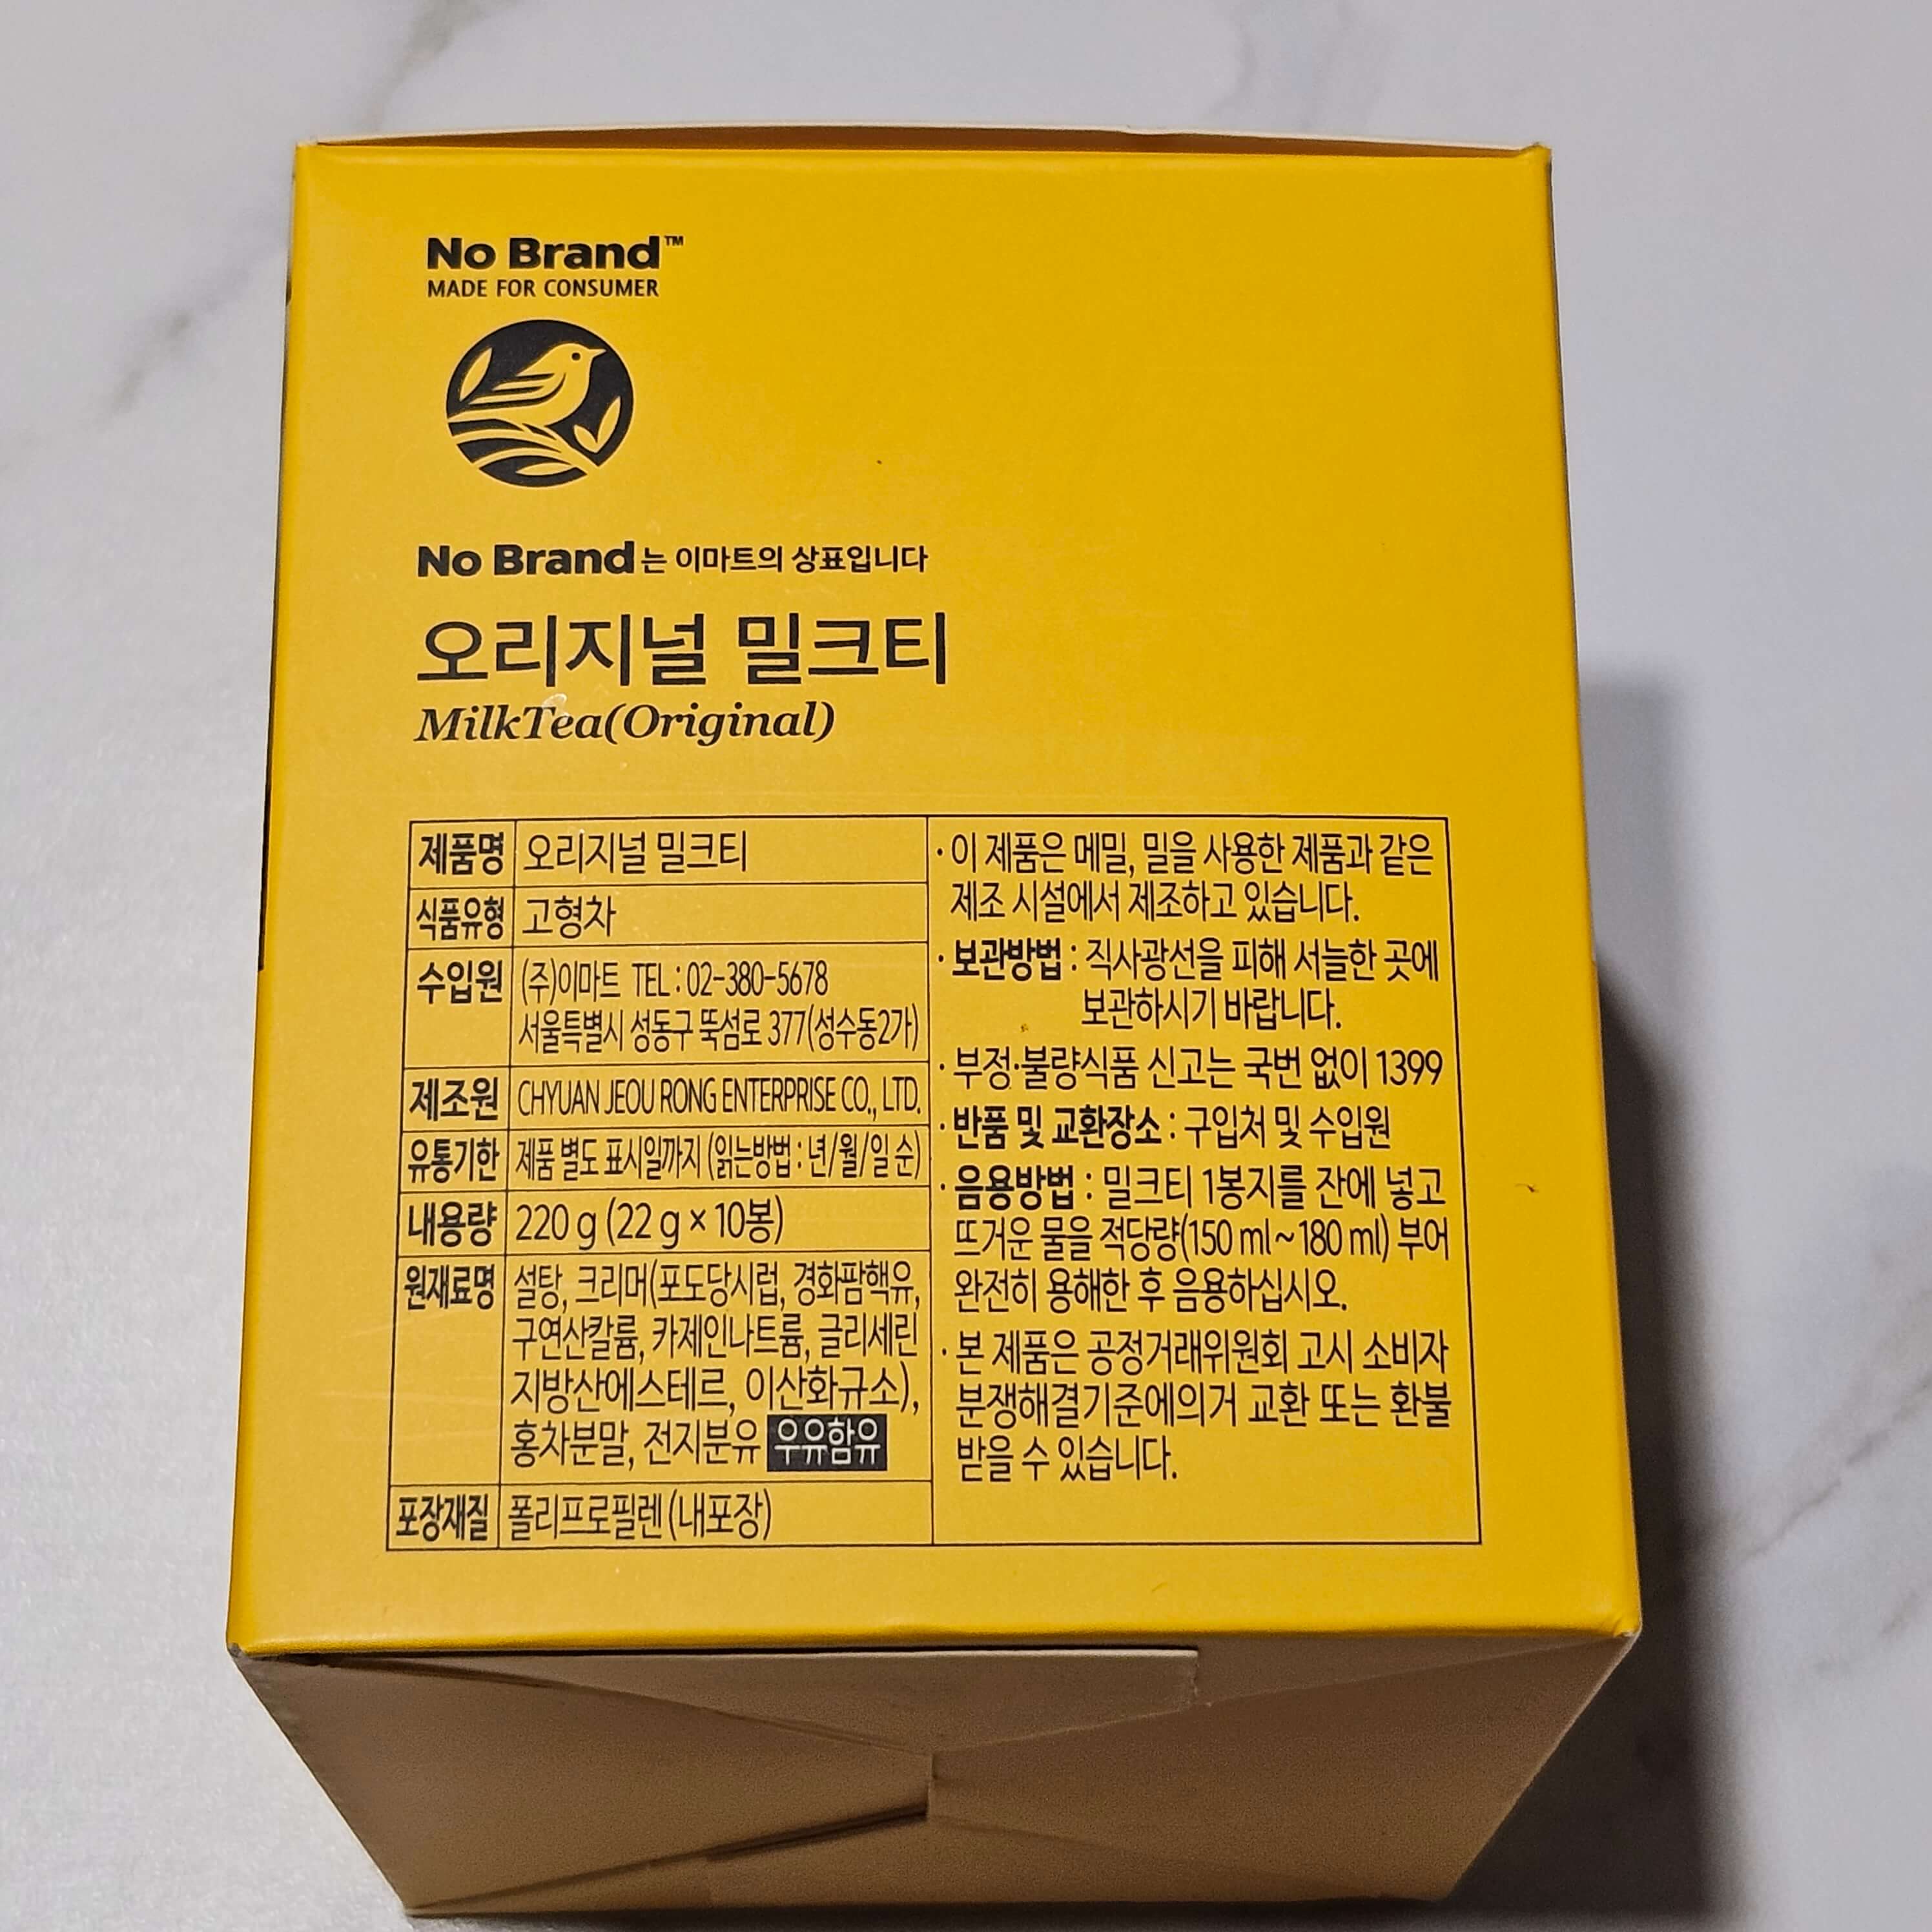 No Brand™
MADE FOR CONSUMER
No Brand는 이마트의 상표입니다
오리지널 밀크티
MilkTea(Original)
제품명 오리지널 밀크티
식품유형 고형차
수입원 (주)이마트 TEL : 02-380-5678
서울특별시 성동구 뚝섬로 377(성수동2가)
제조원 CHYUAN JEOU RONG ENTERPRISE CO., LTD.
유통기한 제품 별도 표시일까지 (읽는방법 : 년/월/일 순)
내용량 220 g (22 g × 10봉)
원재료명 설탕, 크리머(포도당시럽, 경화팜핵유,
구연산칼륨, 카제인나트륨, 글리세린
지방산에스테르, 이산화규소),
홍차분말, 전지분유 우유함유
포장재질 폴리프로필렌(내포장)
· 이 제품은 메밀, 밀을 사용한 제품과 같은
제조 시설에서 제조하고 있습니다.
· 보관방법 : 직사광선을 피해 서늘한 곳에
보관하시기 바랍니다.
· 부정·불량식품 신고는 국번 없이 1399
· 반품 및 교환장소 : 구입처 및 수입원
· 음용방법 : 밀크티 1봉지를 잔에 넣고
뜨거운 물을 적당량(150 ml ~ 180 ml) 부어
완전히 용해한 후 음용하십시오.
· 본 제품은 공정거래위원회 고시 소비자
분쟁해결기준에의거 교환 또는 환불
받을 수 있습니다.